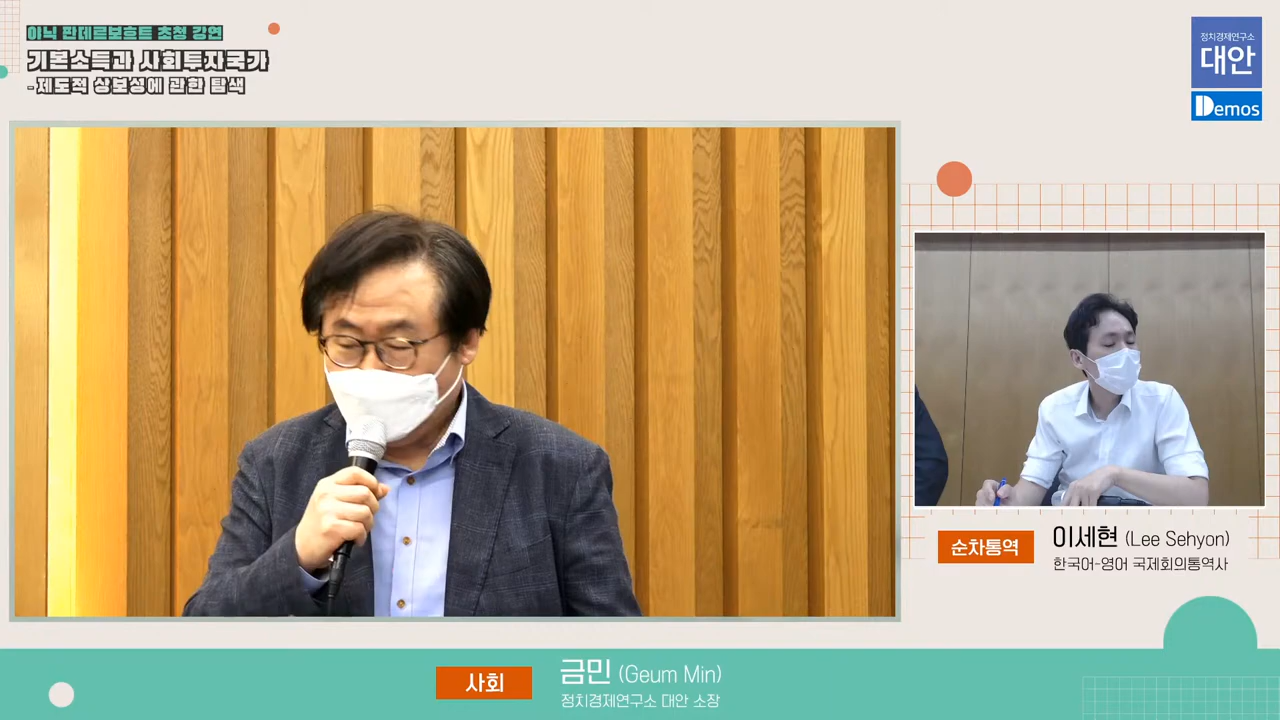 야닉 판데르보흐트 초청 강연
기본소득과 사회투자국가
-제도적 상보성에 관한 탐색
정치경제연구소
대안
Demos
순차통역
이세현 (Lee Sehyon)
한국어-영어 국제회의통역사
사회
금민 (Geum Min)
정치경제연구소 대안 소장